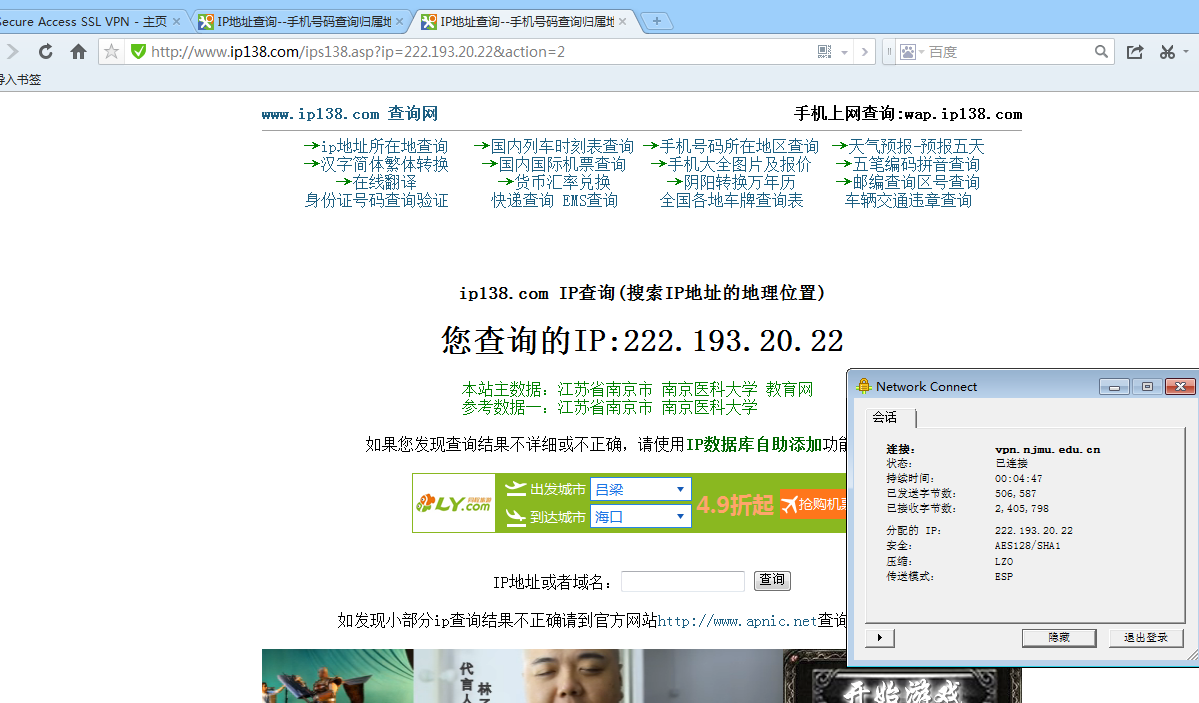 Secure Access SSL VPN - 主页
IP地址查询--手机号码查询归属地
IP地址查询--手机号码查询归属地
http://www.ip138.com/ips138.asp?ip=222.193.20.22&action=2
百度
导入书签
www.ip138.com 查询网
手机上网查询:wap.ip138.com
→ip地址所在地查询 →国内列车时刻表查询 →手机号码所在地区查询 →天气预报-预报五天
→汉字简体繁体转换 →国内国际机票查询 →手机大全图片及报价 →五笔编码拼音查询
→在线翻译 →货币汇率兑换 →阴阳转换万年历 →邮编查询区号查询
身份证号码查询验证 快递查询 EMS查询 全国各地车牌查询表 车辆交通违章查询
ip138.com IP查询(搜索IP地址的地理位置)
您查询的IP:222.193.20.22
本站主数据：江苏省南京市 南京医科大学 教育网
参考数据一：江苏省南京市 南京医科大学
如果您发现查询结果不详细或不正确，请使用IP数据库自助添加功能
LY.com
出发城市 吕梁
到达城市 海口
4.9折起
抢购机票
IP地址或者域名：
查询
如发现小部分ip查询结果不正确请到官方网站http://www.apnic.net查询
代言人
林
开始游戏
Network Connect
会话
连接： vpn.njmu.edu.cn
状态： 已连接
持续时间： 00:04:47
已发送字节数： 506,587
已接收字节数： 2,405,798
分配的 IP： 222.193.20.22
安全： AES128/SHA1
压缩： LZO
传送模式： ESP
隐藏
退出登录